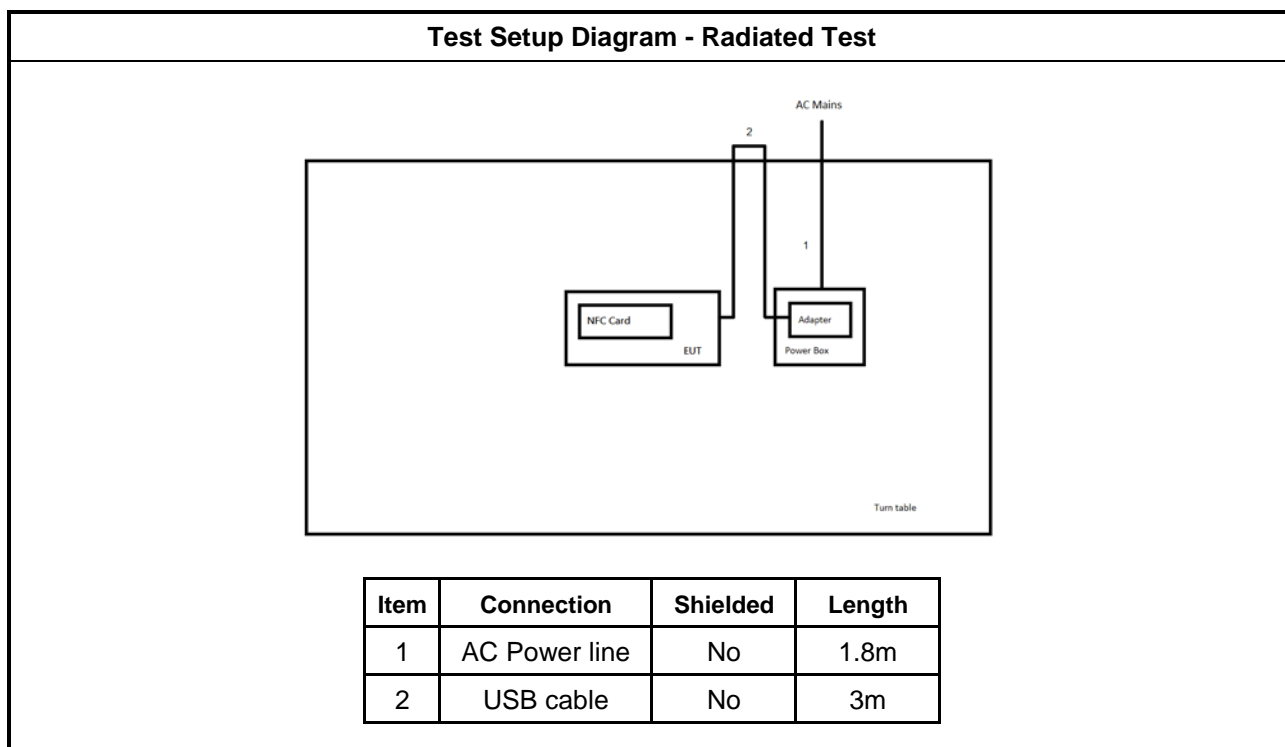 Test Setup Diagram - Radiated Test
AC Mains
2
1
NFC Card
EUT
Adapter
Power Box
Turn table
Item Connection Shielded Length
1 AC Power line No 1.8m
2 USB cable No 3m